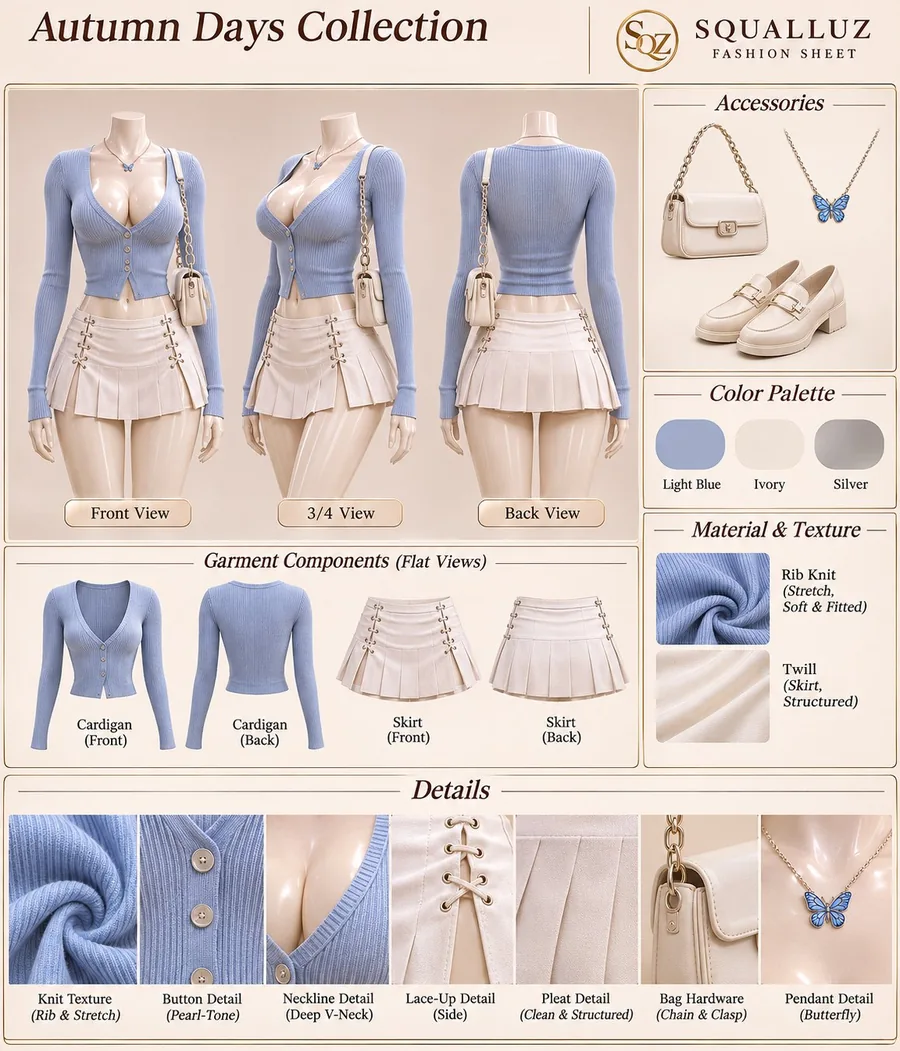 Autumn Days Collection
SQZ
SQUALLUZ
FASHION SHEET
Accessories
Front View
3/4 View
Back View
Color Palette
Light Blue
Ivory
Silver
Material & Texture
Rib Knit
(Stretch,
Soft & Fitted)
Twill
(Skirt,
Structured)
Garment Components (Flat Views)
Cardigan
(Front)
Cardigan
(Back)
Skirt
(Front)
Skirt
(Back)
Details
Knit Texture
(Rib & Stretch)
Button Detail
(Pearl-Tone)
Neckline Detail
(Deep V-Neck)
Lace-Up Detail
(Side)
Pleat Detail
(Clean & Structured)
Bag Hardware
(Chain & Clasp)
Pendant Detail
(Butterfly)